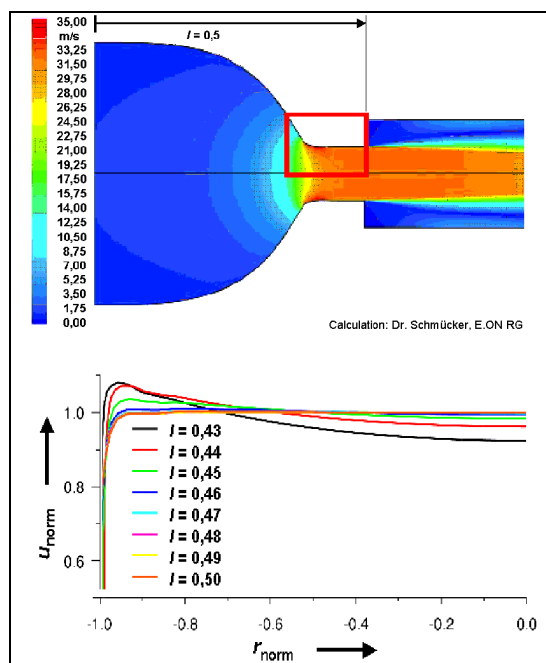 35,00
m/s
33,25
31,50
29,75
28,00
26,25
24,50
22,75
21,00
19,25
17,50
15,75
14,00
12,25
10,50
8,75
7,00
5,25
3,50
1,75
0,00
l = 0,5
Calculation: Dr. Schmücker, E.ON RG
u norm
1.0
0.8
0.6
l = 0,43
l = 0,44
l = 0,45
l = 0,46
l = 0,47
l = 0,48
l = 0,49
l = 0,50
-1.0 -0.8 -0.6 -0.4 -0.2 0.0
r norm